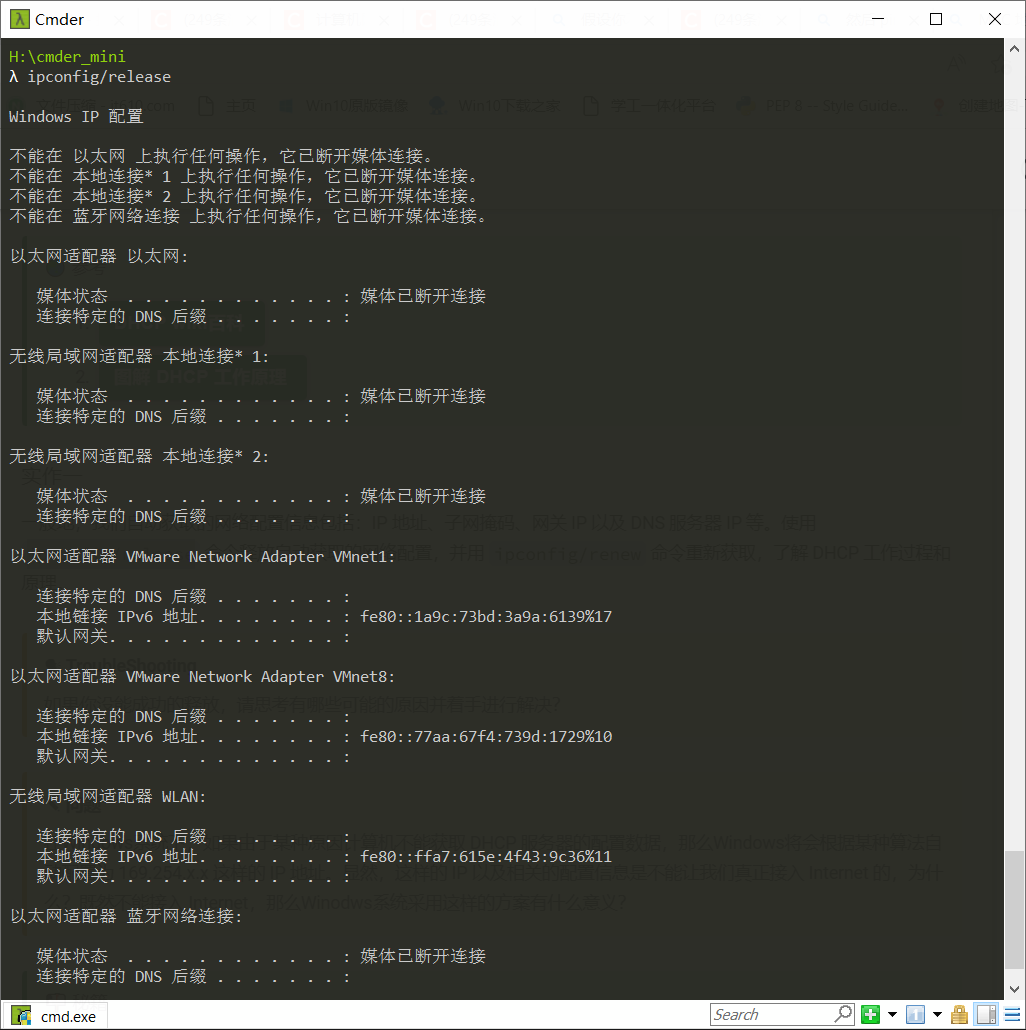 Cmder
H:\cmder_mini
λ ipconfig/release
Windows IP 配置
不能在 以太网 上执行任何操作，它已断开媒体连接。
不能在 本地连接* 1 上执行任何操作，它已断开媒体连接。
不能在 本地连接* 2 上执行任何操作，它已断开媒体连接。
不能在 蓝牙网络连接 上执行任何操作，它已断开媒体连接。
以太网适配器 以太网:
媒体状态 . . . . . . . . . . . . : 媒体已断开连接
连接特定的 DNS 后缀 . . . . . . . :
无线局域网适配器 本地连接* 1:
媒体状态 . . . . . . . . . . . . : 媒体已断开连接
连接特定的 DNS 后缀 . . . . . . . :
无线局域网适配器 本地连接* 2:
媒体状态 . . . . . . . . . . . . : 媒体已断开连接
连接特定的 DNS 后缀 . . . . . . . :
以太网适配器 VMware Network Adapter VMnet1:
连接特定的 DNS 后缀 . . . . . . . :
本地链接 IPv6 地址. . . . . . . . : fe80::1a9c:73bd:3a9a:6139%17
默认网关. . . . . . . . . . . . . :
以太网适配器 VMware Network Adapter VMnet8:
连接特定的 DNS 后缀 . . . . . . . :
本地链接 IPv6 地址. . . . . . . . : fe80::77aa:67f4:739d:1729%10
默认网关. . . . . . . . . . . . . :
无线局域网适配器 WLAN:
连接特定的 DNS 后缀 . . . . . . . :
本地链接 IPv6 地址. . . . . . . . : fe80::ffa7:615e:4f43:9c36%11
默认网关. . . . . . . . . . . . . :
以太网适配器 蓝牙网络连接:
媒体状态 . . . . . . . . . . . . : 媒体已断开连接
连接特定的 DNS 后缀 . . . . . . . :
cmd.exe
Search